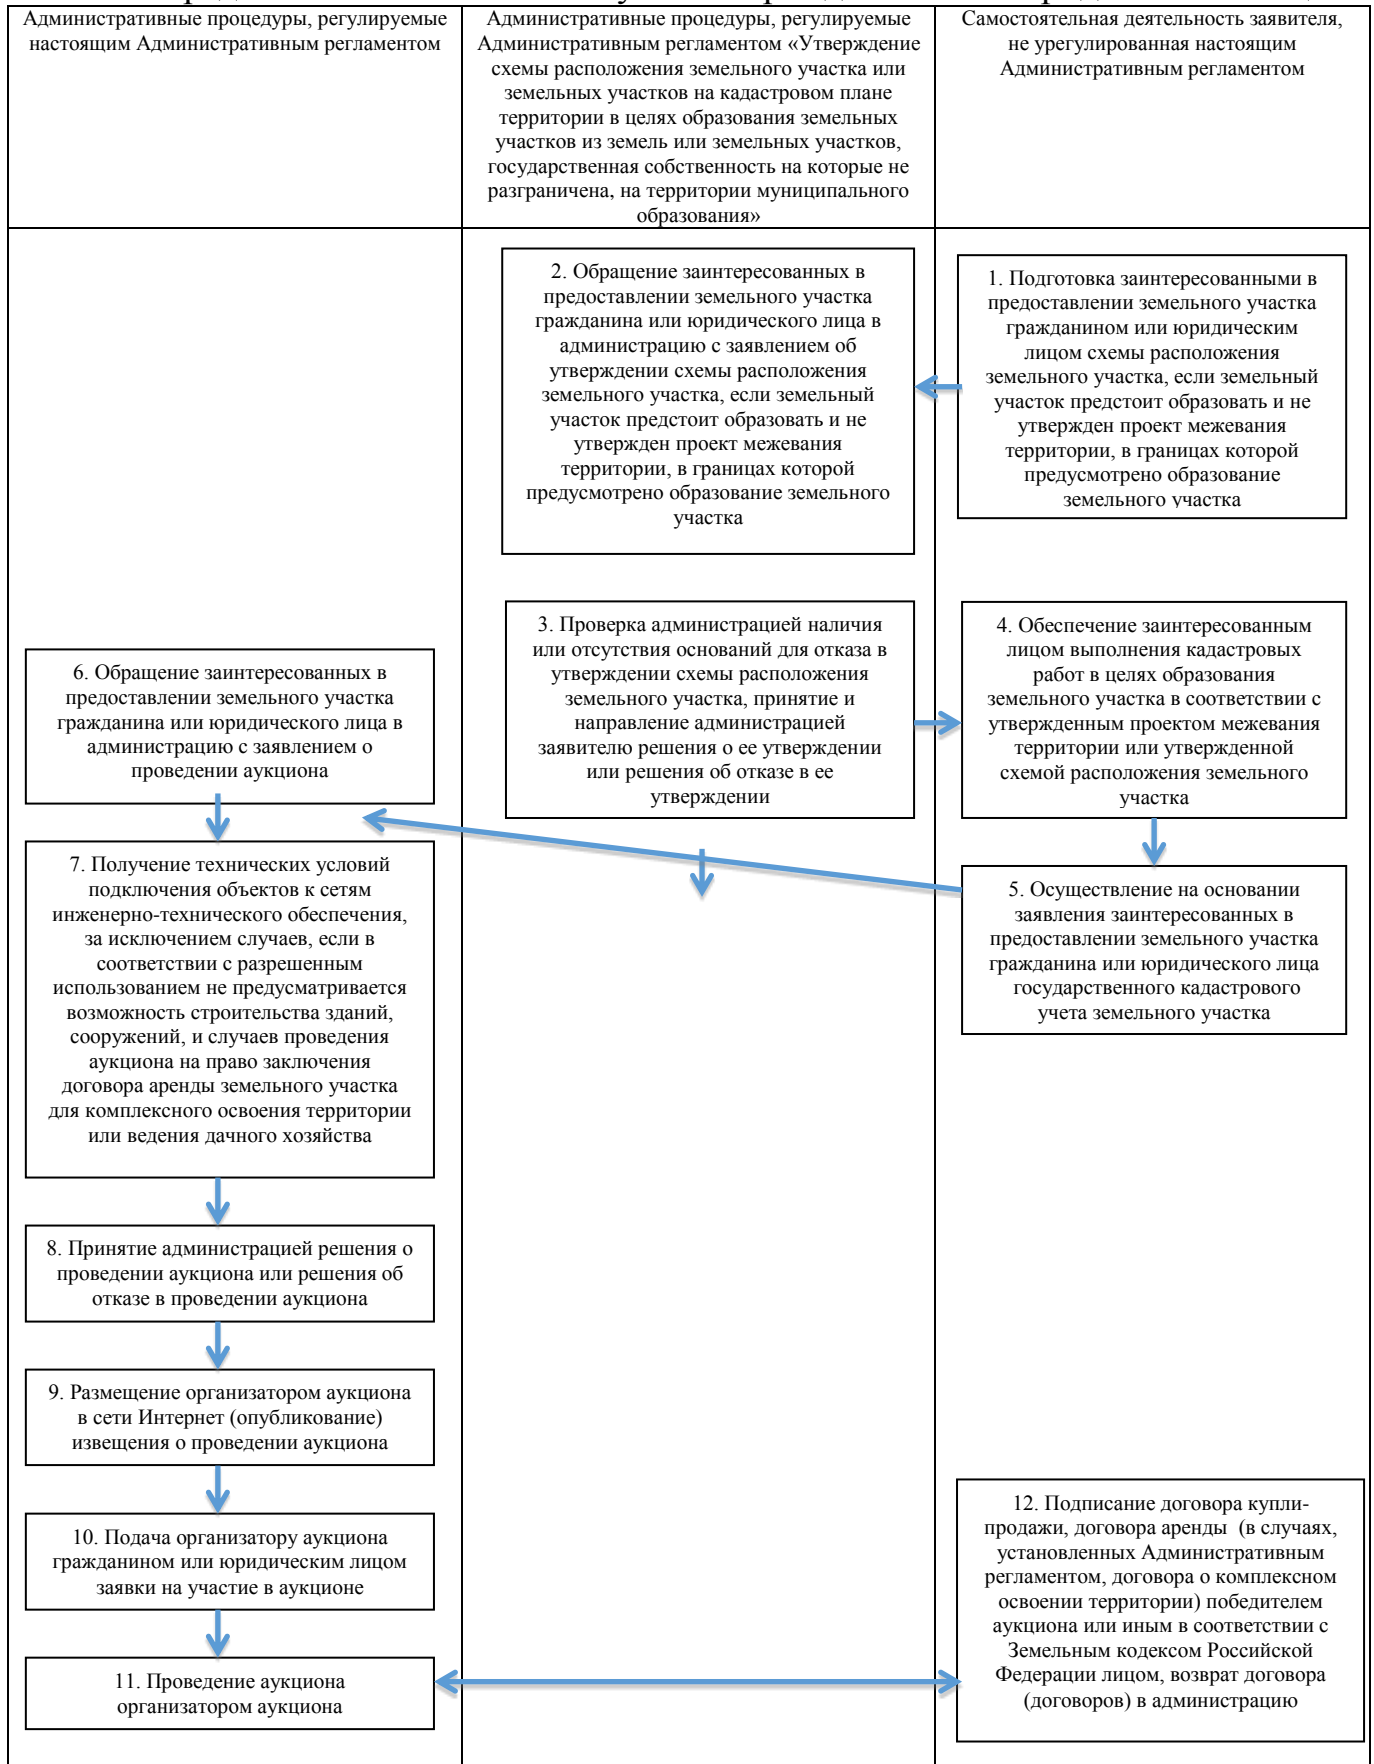 Административные процедуры, регулируемые
настоящим Административным регламентом
Административные процедуры, регулируемые
Административным регламентом «Утверждение
схемы расположения земельного участка или
земельных участков на кадастровом плане
территории в целях образования земельных
участков из земель или земельных участков,
государственная собственность на которые не
разграничена, на территории муниципального
образования»
Самостоятельная деятельность заявителя,
не урегулированная настоящим
Административным регламентом
1. Подготовка заинтересованными в
предоставлении земельного участка
гражданином или юридическим
лицом схемы расположения
земельного участка, если земельный
участок предстоит образовать и не
утвержден проект межевания
территории, в границах которой
предусмотрено образование
земельного участка
2. Обращение заинтересованных в
предоставлении земельного участка
гражданина или юридического лица в
администрацию с заявлением об
утверждении схемы расположения
земельного участка, если земельный
участок предстоит образовать и не
утвержден проект межевания
территории, в границах которой
предусмотрено образование земельного
участка
3. Проверка администрацией наличия
или отсутствия оснований для отказа в
утверждении схемы расположения
земельного участка, принятие и
направление администрацией
заявителю решения о ее утверждении
или решения об отказе в ее
утверждении
4. Обеспечение заинтересованным
лицом выполнения кадастровых
работ в целях образования
земельного участка в соответствии с
утвержденным проектом межевания
территории или утвержденной
схемой расположения земельного
участка
5. Осуществление на основании
заявления заинтересованных в
предоставлении земельного участка
гражданина или юридического лица
государственного кадастрового
учета земельного участка
6. Обращение заинтересованных в
предоставлении земельного участка
гражданина или юридического лица в
администрацию с заявлением о
проведении аукциона
7. Получение технических условий
подключения объектов к сетям
инженерно-технического обеспечения,
за исключением случаев, если в
соответствии с разрешенным
использованием не предусматривается
возможность строительства зданий,
сооружений, и случаев проведения
аукциона на право заключения
договора аренды земельного участка
для комплексного освоения территории
или ведения дачного хозяйства
8. Принятие администрацией решения о
проведении аукциона или решения об
отказе в проведении аукциона
9. Размещение организатором аукциона
в сети Интернет (опубликование)
извещения о проведении аукциона
10. Подача организатору аукциона
гражданином или юридическим лицом
заявки на участие в аукционе
11. Проведение аукциона
организатором аукциона
12. Подписание договора купли-
продажи, договора аренды (в случаях,
установленных Административным
регламентом, договора о комплексном
освоении территории) победителем
аукциона или иным в соответствии с
Земельным кодексом Российской
Федерации лицом, возврат договора
(договоров) в администрацию